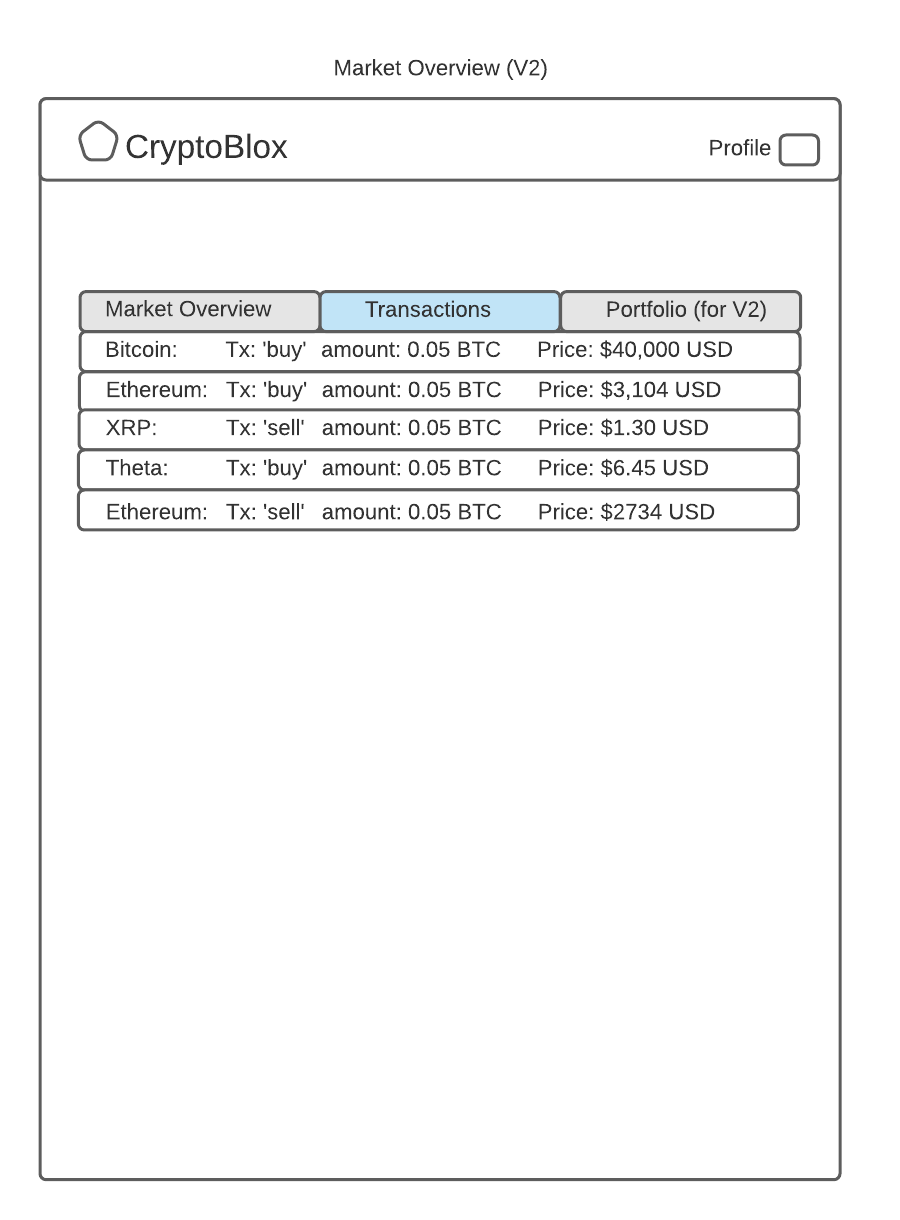 Market Overview (V2)
CryptoBlox
Profile
Market Overview Transactions Portfolio (for V2)
Bitcoin: Tx: 'buy' amount: 0.05 BTC Price: $40,000 USD
Ethereum: Tx: 'buy' amount: 0.05 BTC Price: $3,104 USD
XRP: Tx: 'sell' amount: 0.05 BTC Price: $1.30 USD
Theta: Tx: 'buy' amount: 0.05 BTC Price: $6.45 USD
Ethereum: Tx: 'sell' amount: 0.05 BTC Price: $2734 USD